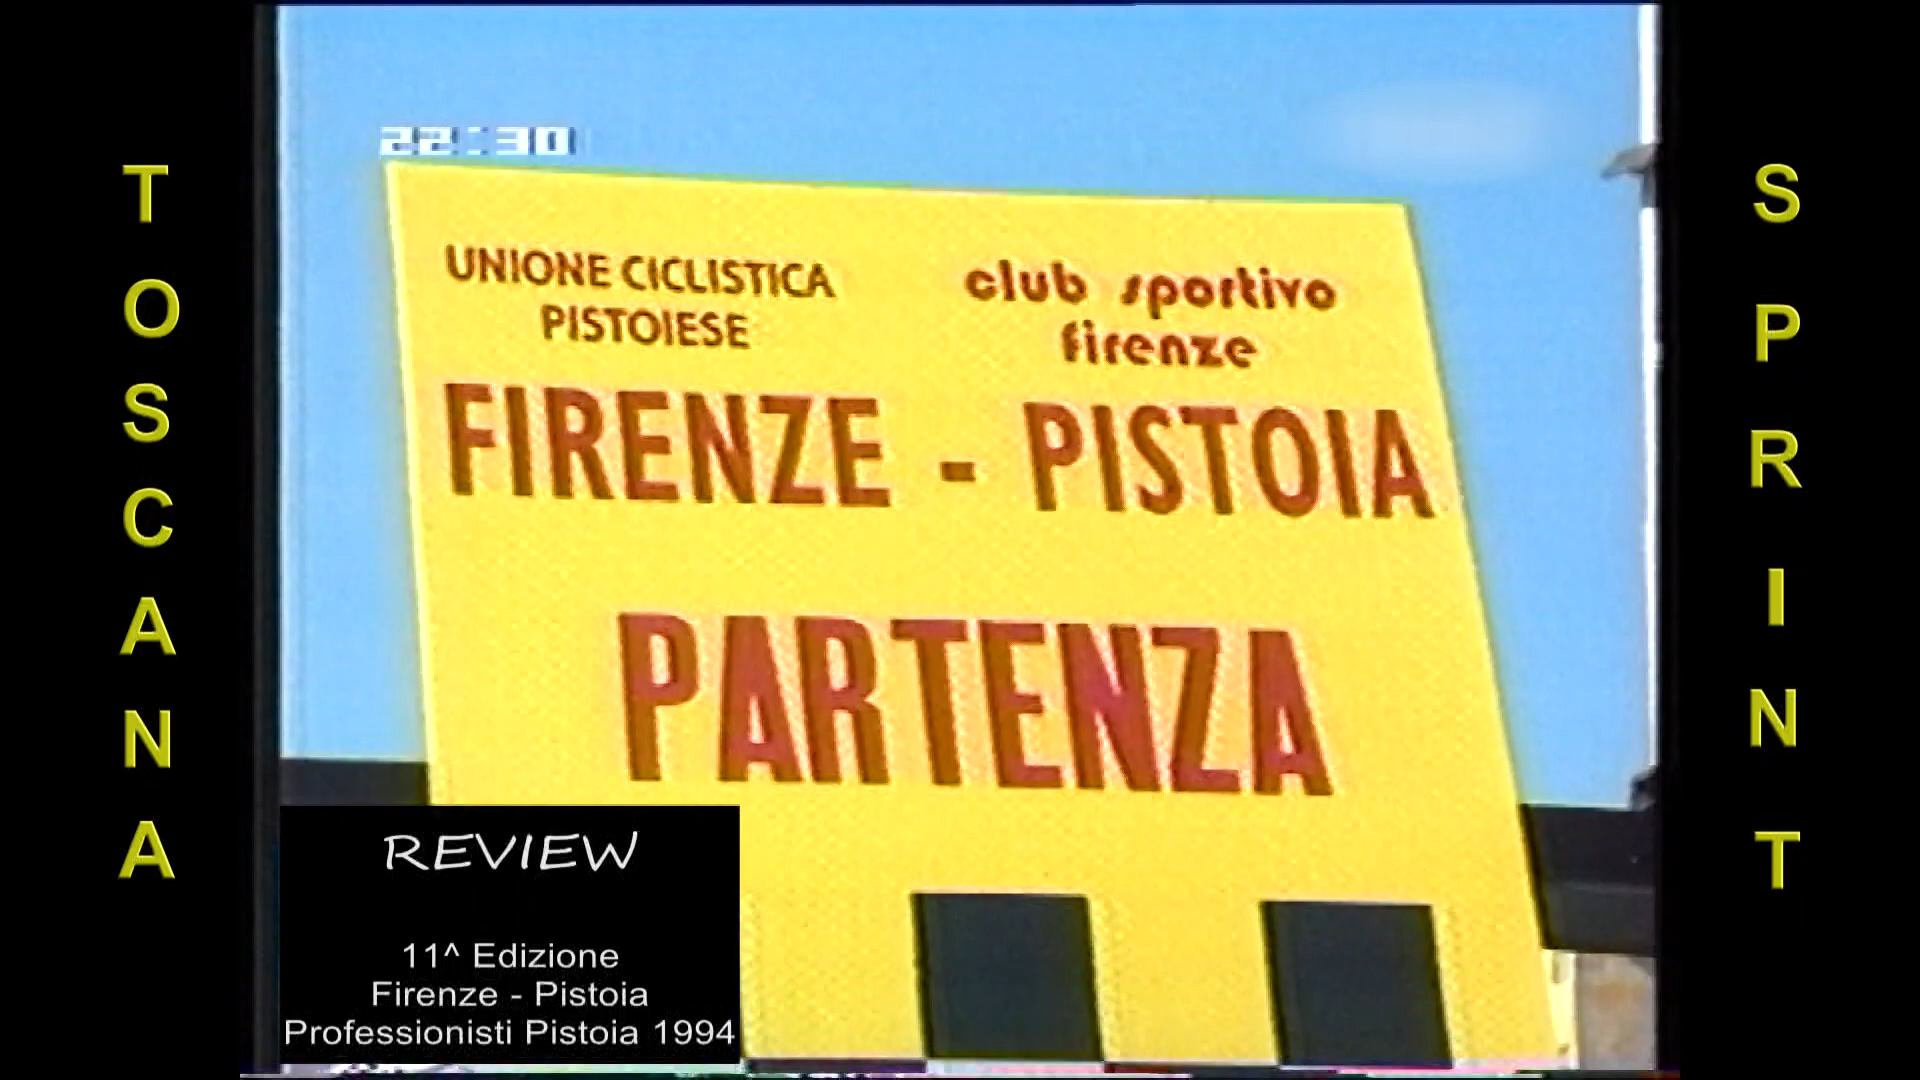 TOSCANA
22:30
UNIONE CICLISTICA
PISTOIESE
club sportivo
firenze
FIRENZE - PISTOIA
PARTENZA
REVIEW
11^ Edizione
Firenze - Pistoia
Professionisti Pistoia 1994
SPRINT